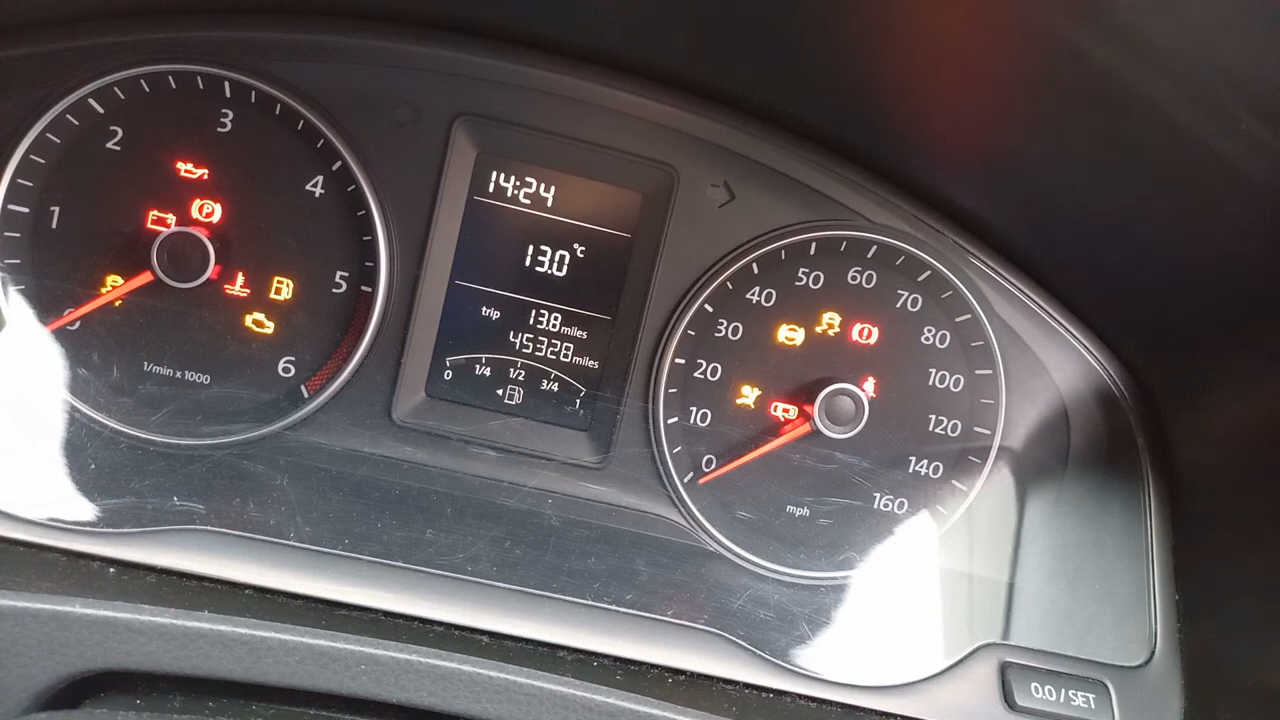 1
2
3
4
5
6
1/min x 1000
P
14:24
13.0°C
trip 13.8 miles
45328 miles
0 1/4 1/2 3/4 1
0
10
20
30
40
50
60
70
80
100
120
140
160
mph
0.0 / SET